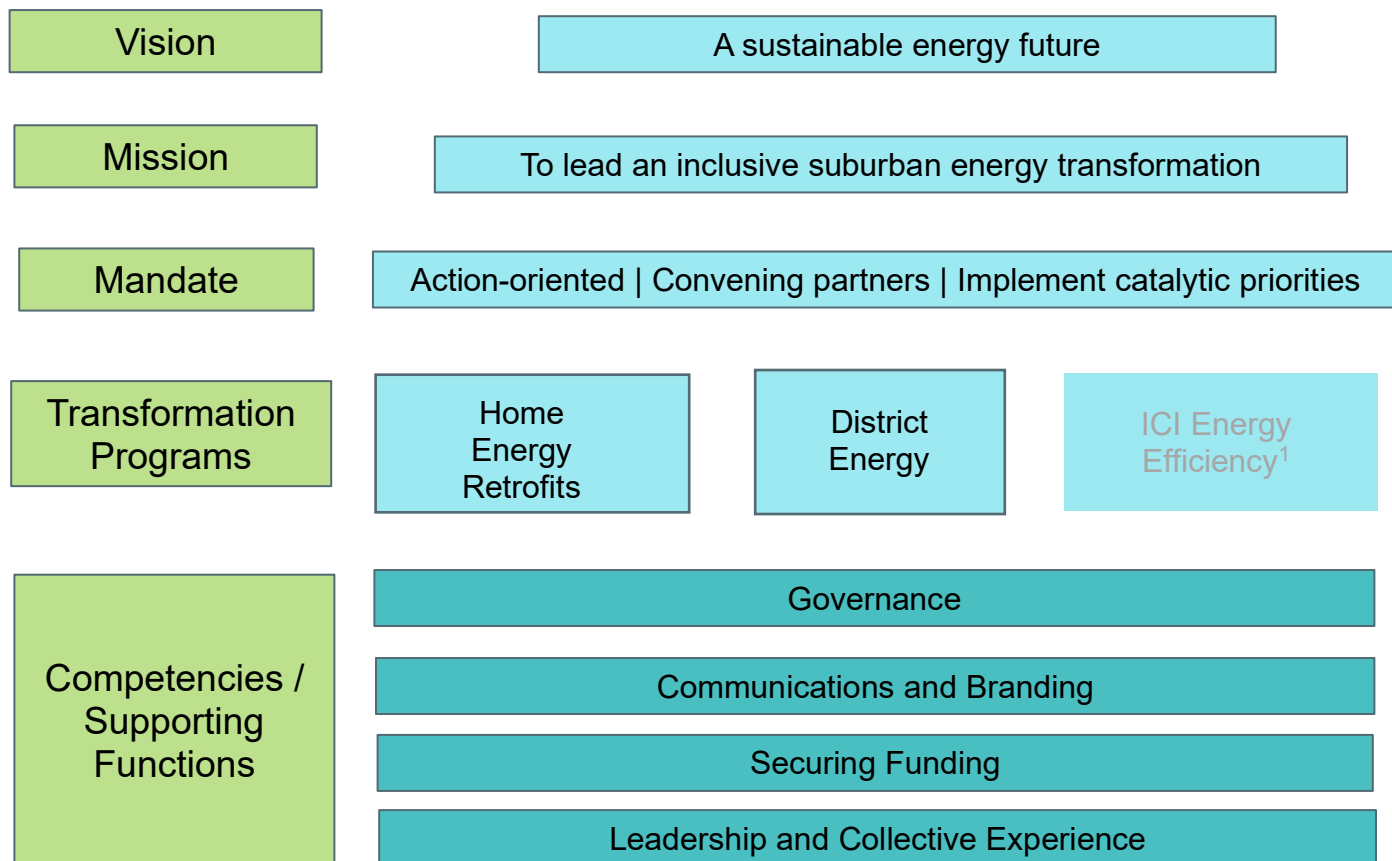 Vision
A sustainable energy future
Mission
To lead an inclusive suburban energy transformation
Mandate
Action-oriented | Convening partners | Implement catalytic priorities
Transformation
Programs
Home
Energy
Retrofits
District
Energy
ICI Energy
Efficiency¹
Competencies /
Supporting
Functions
Governance
Communications and Branding
Securing Funding
Leadership and Collective Experience